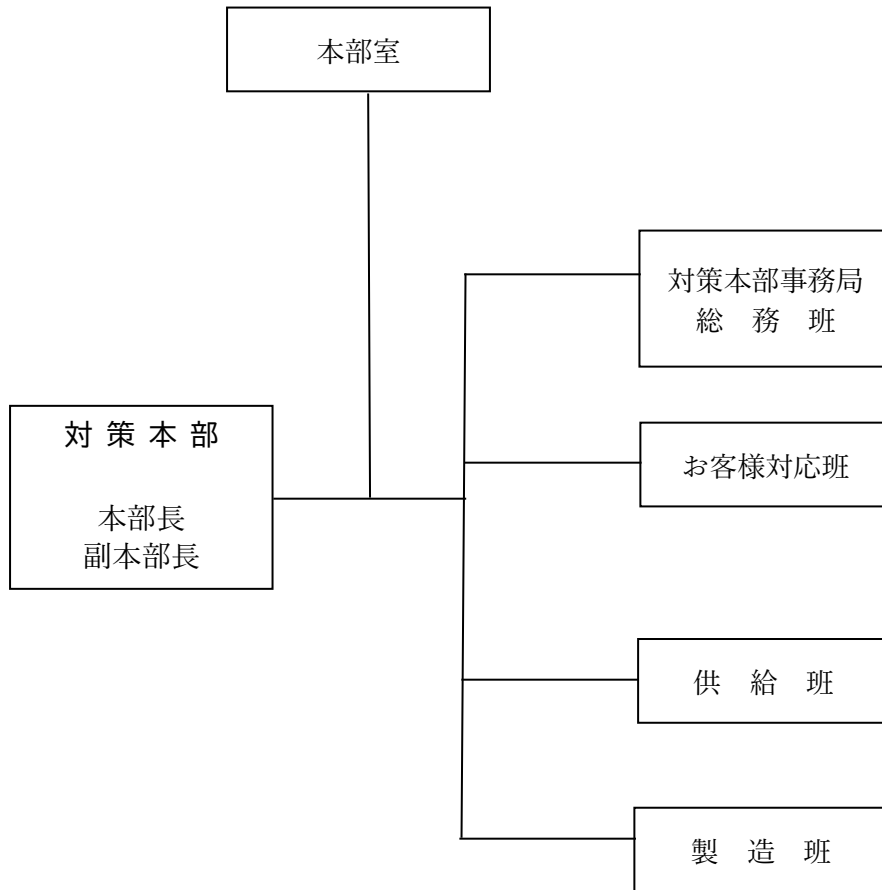 本部室
対策本部事務局
総　務　班
対 策 本 部
お客様対応班
本部長
副本部長
供　給　班
製　造　班